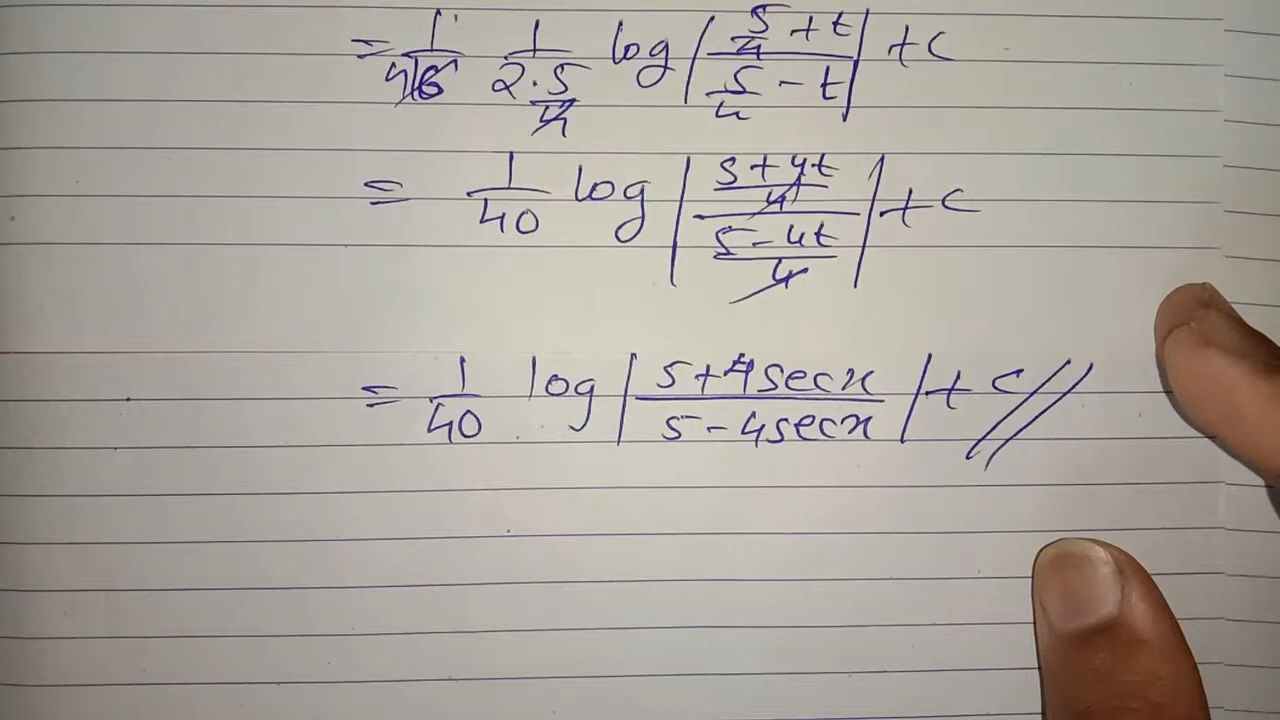 = 1/16 1/(2·5/4) log |(5/4 + t)/(5/4 - t)| + c
= 1/40 log |((5+4t)/4)/((5-4t)/4)| + c
= 1/40 log |(5+4secx)/(5-4secx)| + c //